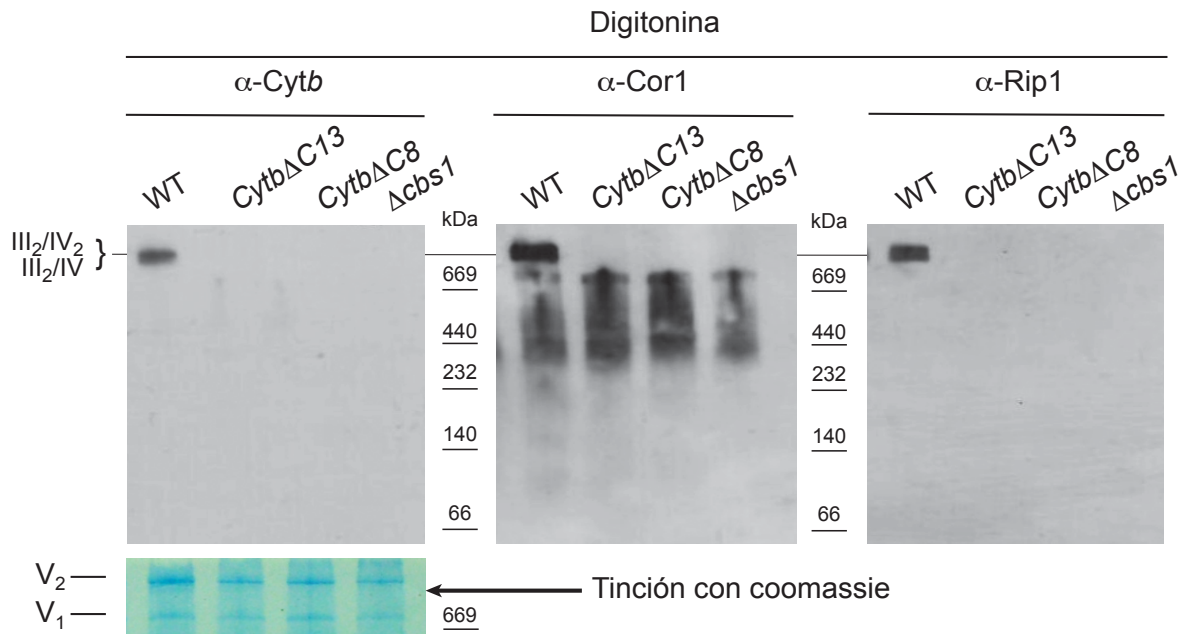 Digitonina
α-Cytb α-Cor1 α-Rip1
WT CytbΔC13 CytbΔC8 Δcbs1 WT CytbΔC13 CytbΔC8 Δcbs1 WT CytbΔC13 CytbΔC8 Δcbs1
kDa kDa
III₂/IV₂ }
III₂/IV
669 669
440 440
232 232
140 140
66 66
V₂
Tinción con coomassie
V₁
669